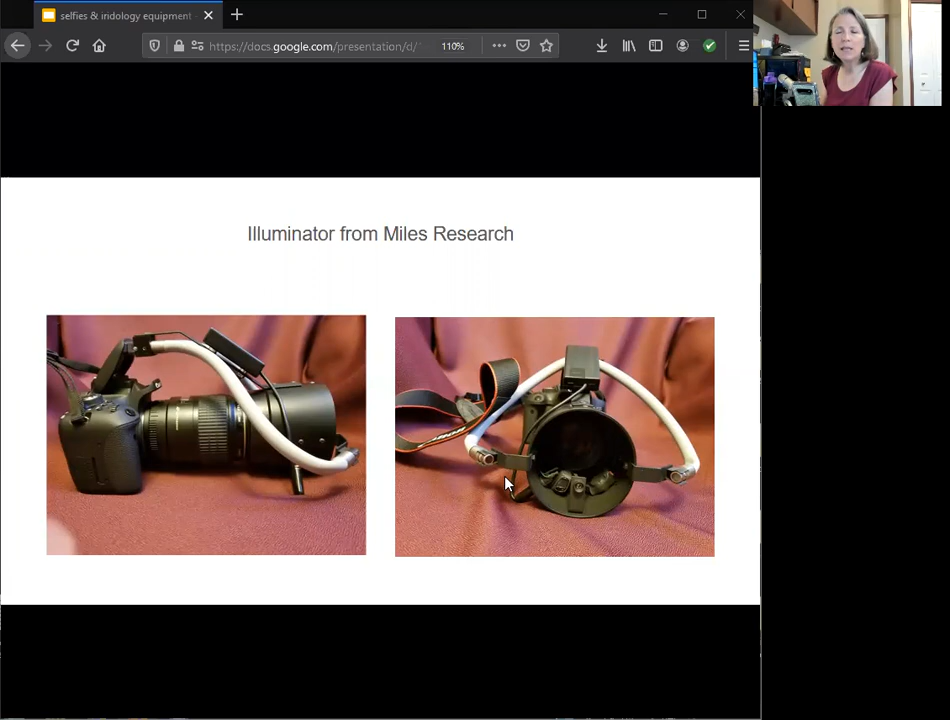 selfies & indology equipment -
https://docs.google.com/presentation/d/
110%
Illuminator from Miles Research